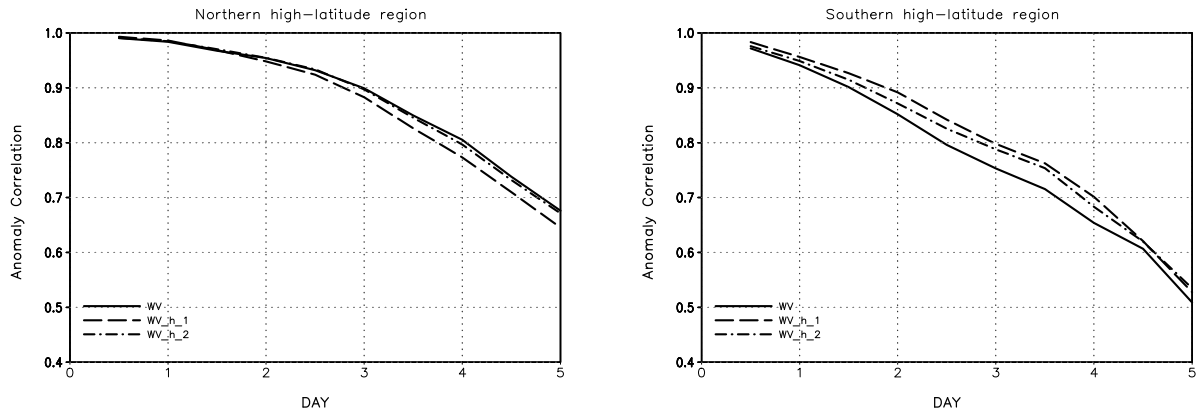 Northern high-latitude region
Anomaly Correlation
1.0
0.9
0.8
0.7
0.6
0.5
0.4
WV
WV_h_1
WV_h_2
0 1 2 3 4 5
DAY
Southern high-latitude region
Anomaly Correlation
1.0
0.9
0.8
0.7
0.6
0.5
0.4
WV
WV_h_1
WV_h_2
0 1 2 3 4 5
DAY